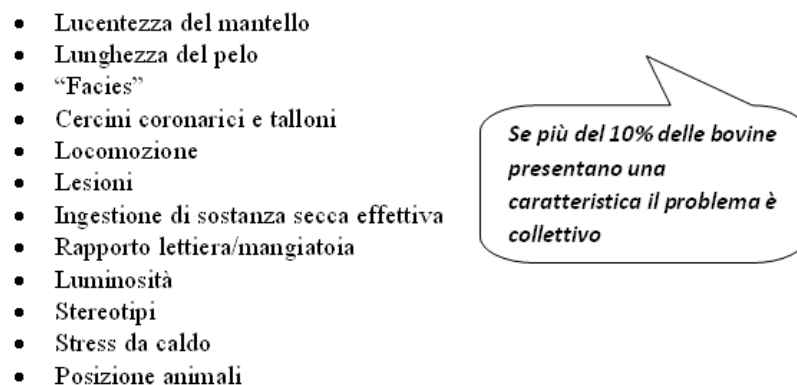 • Lucentezza del mantello
• Lunghezza del pelo
• “Facies”
• Cercini coronarici e talloni
• Locomozione
• Lesioni
• Ingestione di sostanza secca effettiva
• Rapporto lettiera/mangiatoia
• Luminosità
• Stereotipi
• Stress da caldo
• Posizione animali
Se più del 10% delle bovine
presentano una
caratteristica il problema è
collettivo